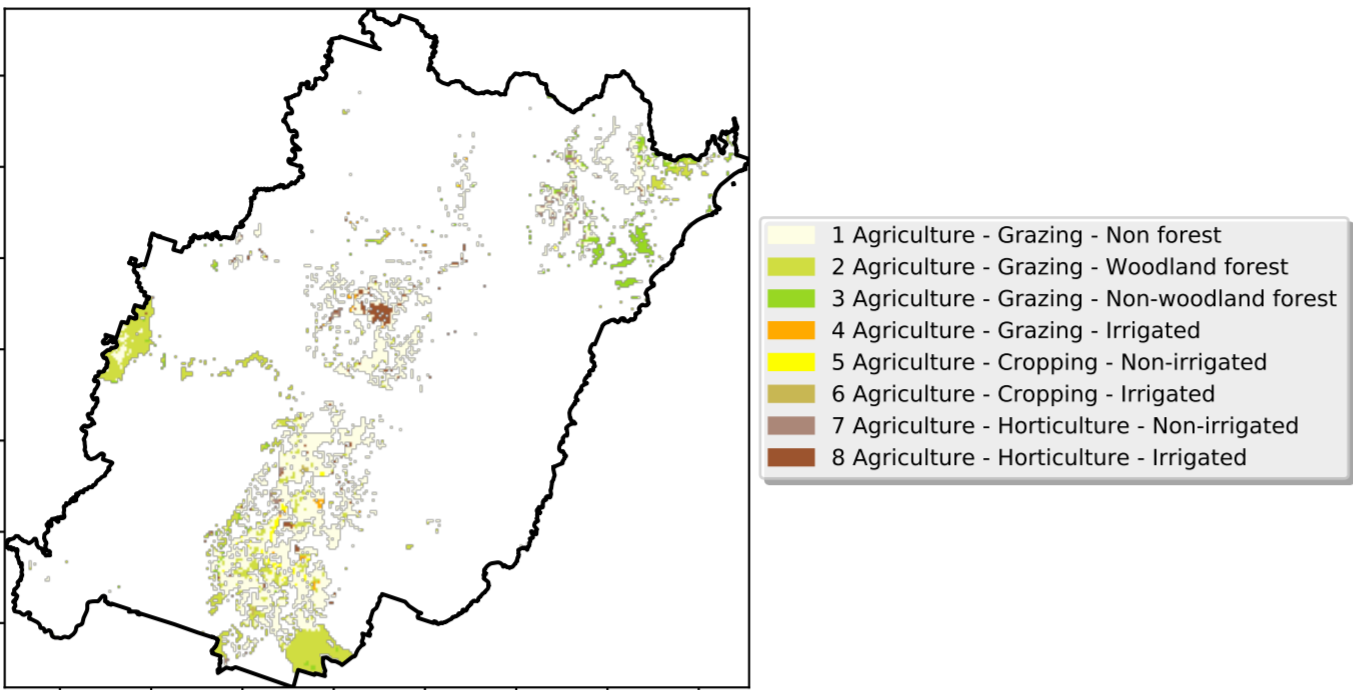 1 Agriculture - Grazing - Non forest
2 Agriculture - Grazing - Woodland forest
3 Agriculture - Grazing - Non-woodland forest
4 Agriculture - Grazing - Irrigated
5 Agriculture - Cropping - Non-irrigated
6 Agriculture - Cropping - Irrigated
7 Agriculture - Horticulture - Non-irrigated
8 Agriculture - Horticulture - Irrigated